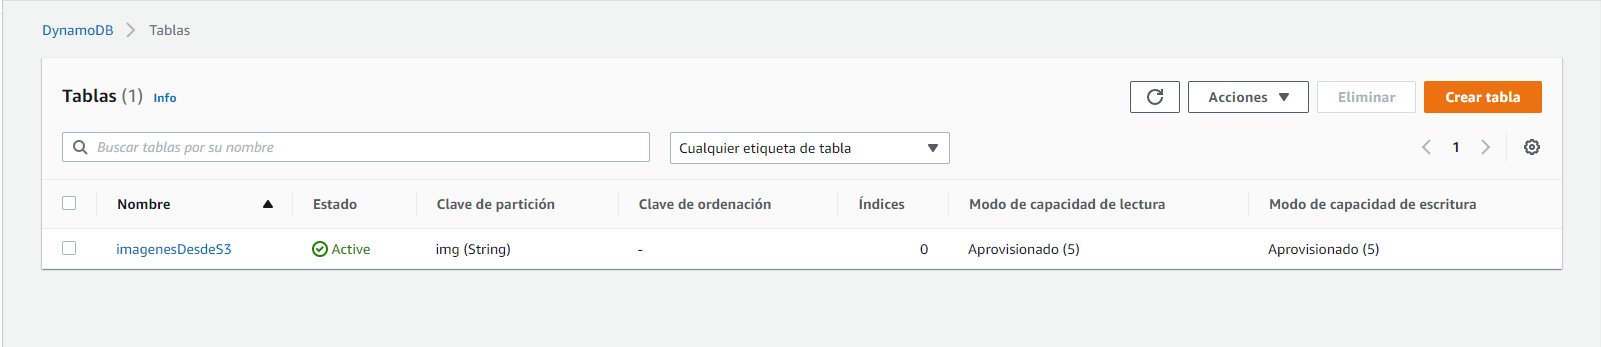 DynamoDB > Tablas
Tablas (1) Info
Acciones ▼ Eliminar Crear tabla
Buscar tablas por su nombre Cualquier etiqueta de tabla ▼ < 1 >
Nombre ▲ Estado Clave de partición Clave de ordenación Índices Modo de capacidad de lectura Modo de capacidad de escritura
imagenesDesdeS3 Active img (String) - 0 Aprovisionado (5) Aprovisionado (5)